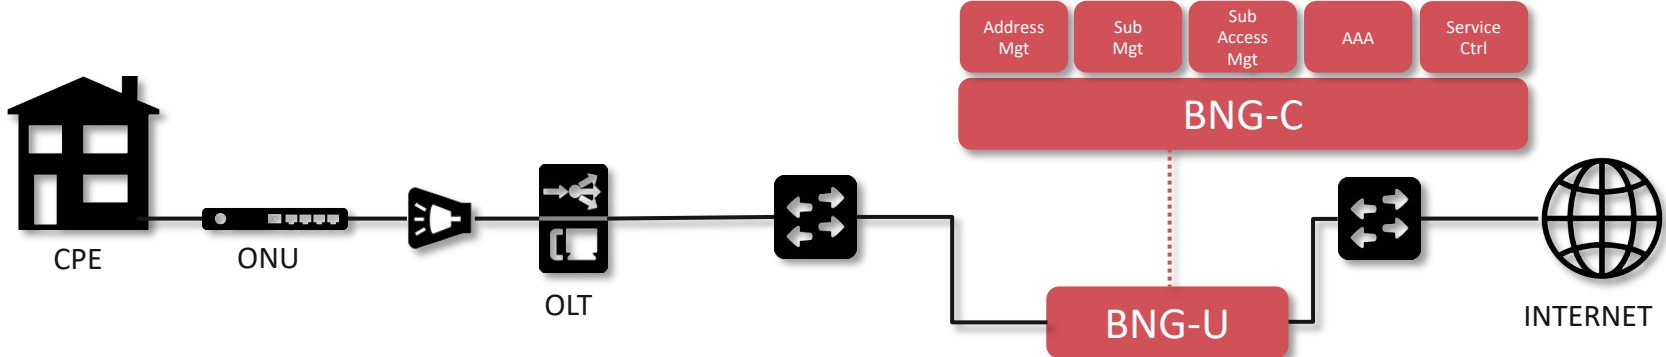 Address
Mgt
Sub
Mgt
Sub
Access
Mgt
AAA
Service
Ctrl
BNG-C
CPE
ONU
OLT
BNG-U
INTERNET